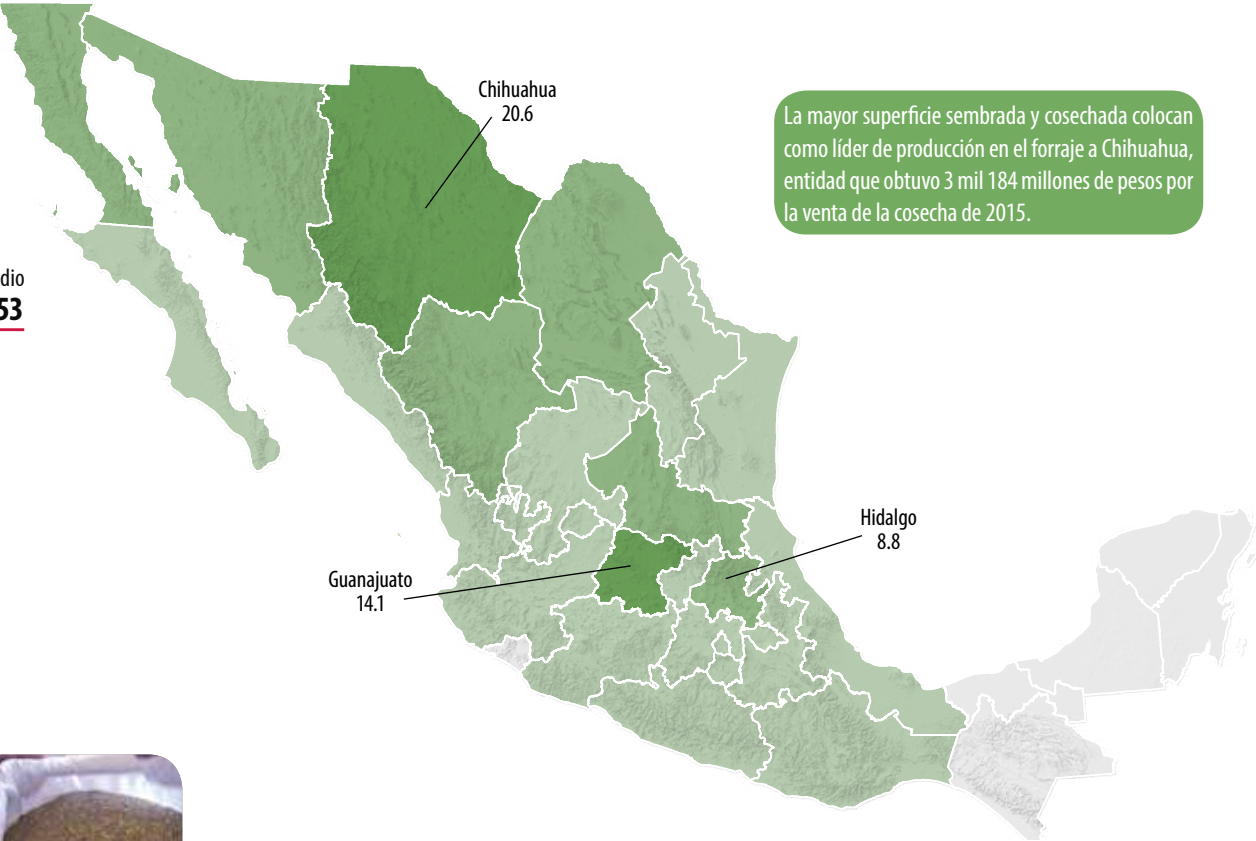 Chihuahua
20.6
La mayor superficie sembrada y cosechada colocan
como líder de producción en el forraje a Chihuahua,
entidad que obtuvo 3 mil 184 millones de pesos por
la venta de la cosecha de 2015.
dio
53
Hidalgo
8.8
Guanajuato
14.1